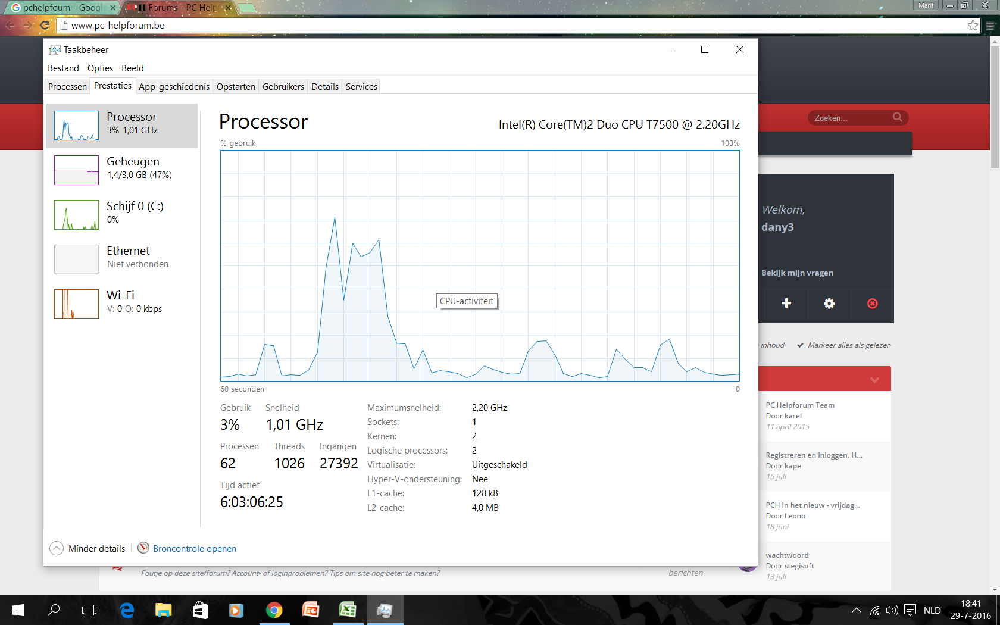 pchelpfoum - Goog
Forums - PC Help
Marit
www.pc-helpforum.be
Taakbeheer
Bestand Opties Beeld
Processen Prestaties App-geschiedenis Opstarten Gebruikers Details Services
Processor
3% 1,01 GHz
Geheugen
1,4/3,0 GB (47%)
Schijf 0 (C:)
0%
Ethernet
Niet verbonden
Wi-Fi
V: 0 O: 0 kbps
Processor
Intel(R) Core(TM)2 Duo CPU T7500 @ 2.20GHz
% gebruik
100%
CPU-activiteit
60 seconden
0
Gebruik Snelheid
3% 1,01 GHz
Processen Threads Ingangen
62 1026 27392
Tijd actief
6:03:06:25
Maximumsnelheid: 2,20 GHz
Sockets: 1
Kernen: 2
Logische processors: 2
Virtualisatie: Uitgeschakeld
Hyper-V-ondersteuning: Nee
L1-cache: 128 kB
L2-cache: 4,0 MB
Minder details
Broncontrole openen
Zoeken...
Welkom,
dany3
Bekijk mijn vragen
inhoud
Markeer alles als gelezen
PC Helpforum Team
Door karel
11 april 2015
Registreren en inloggen. H...
Door kape
15 juli
PCH in het nieuw - vrijdag...
Door Leono
18 juni
wachtwoord
Door stegisoft
13 juli
Foutje op deze site/forum? Account- of loginproblemen? Tips om site nog beter te maken?
berichten
NLD
18:41
29-7-2016